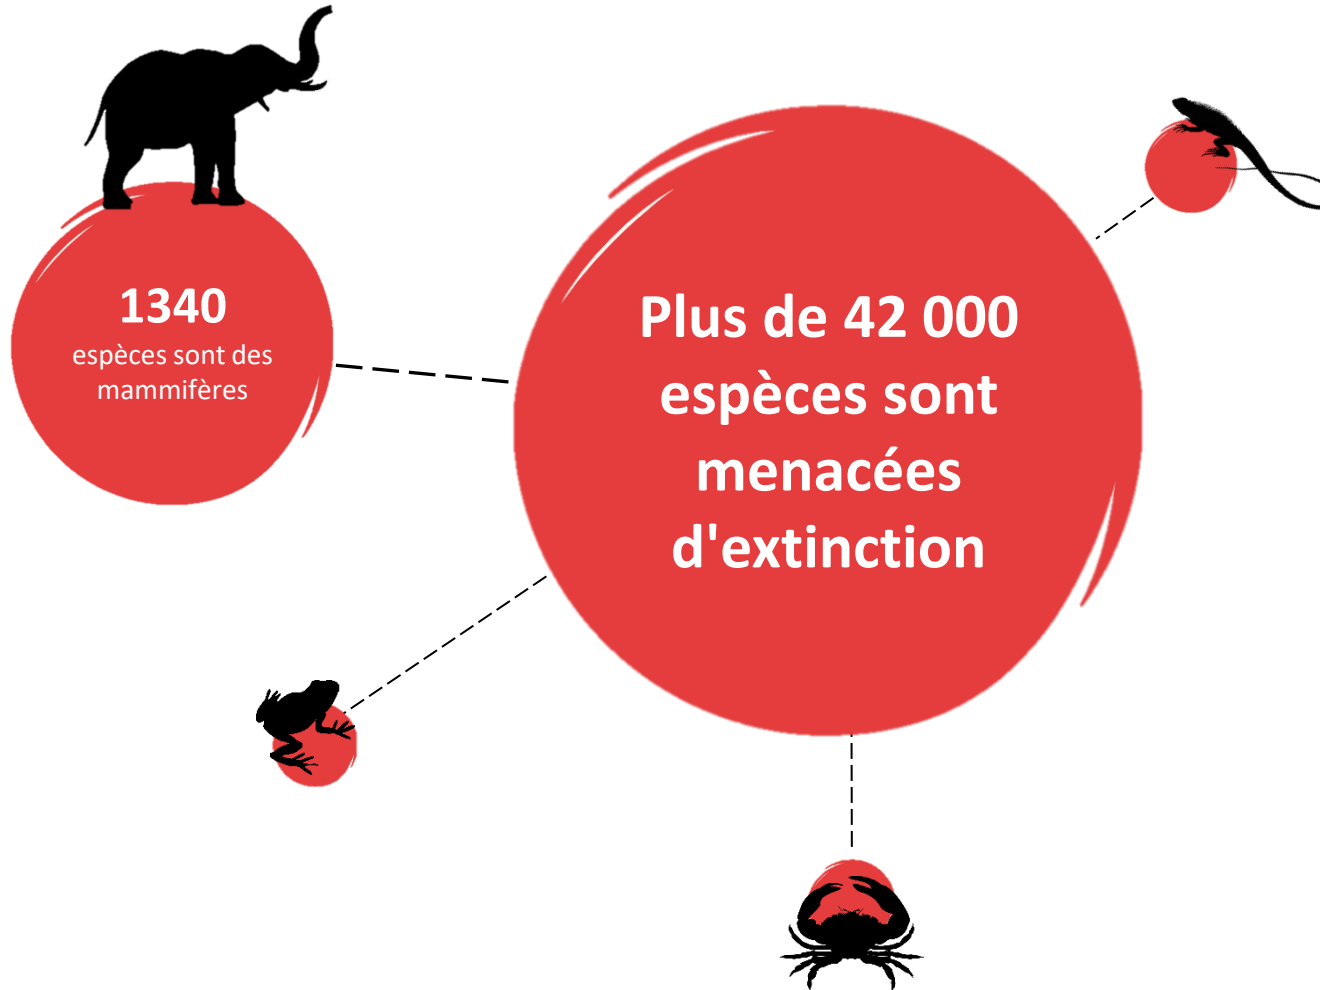 1340
espèces sont des
mammifères
Plus de 42 000
espèces sont
menacées
d'extinction